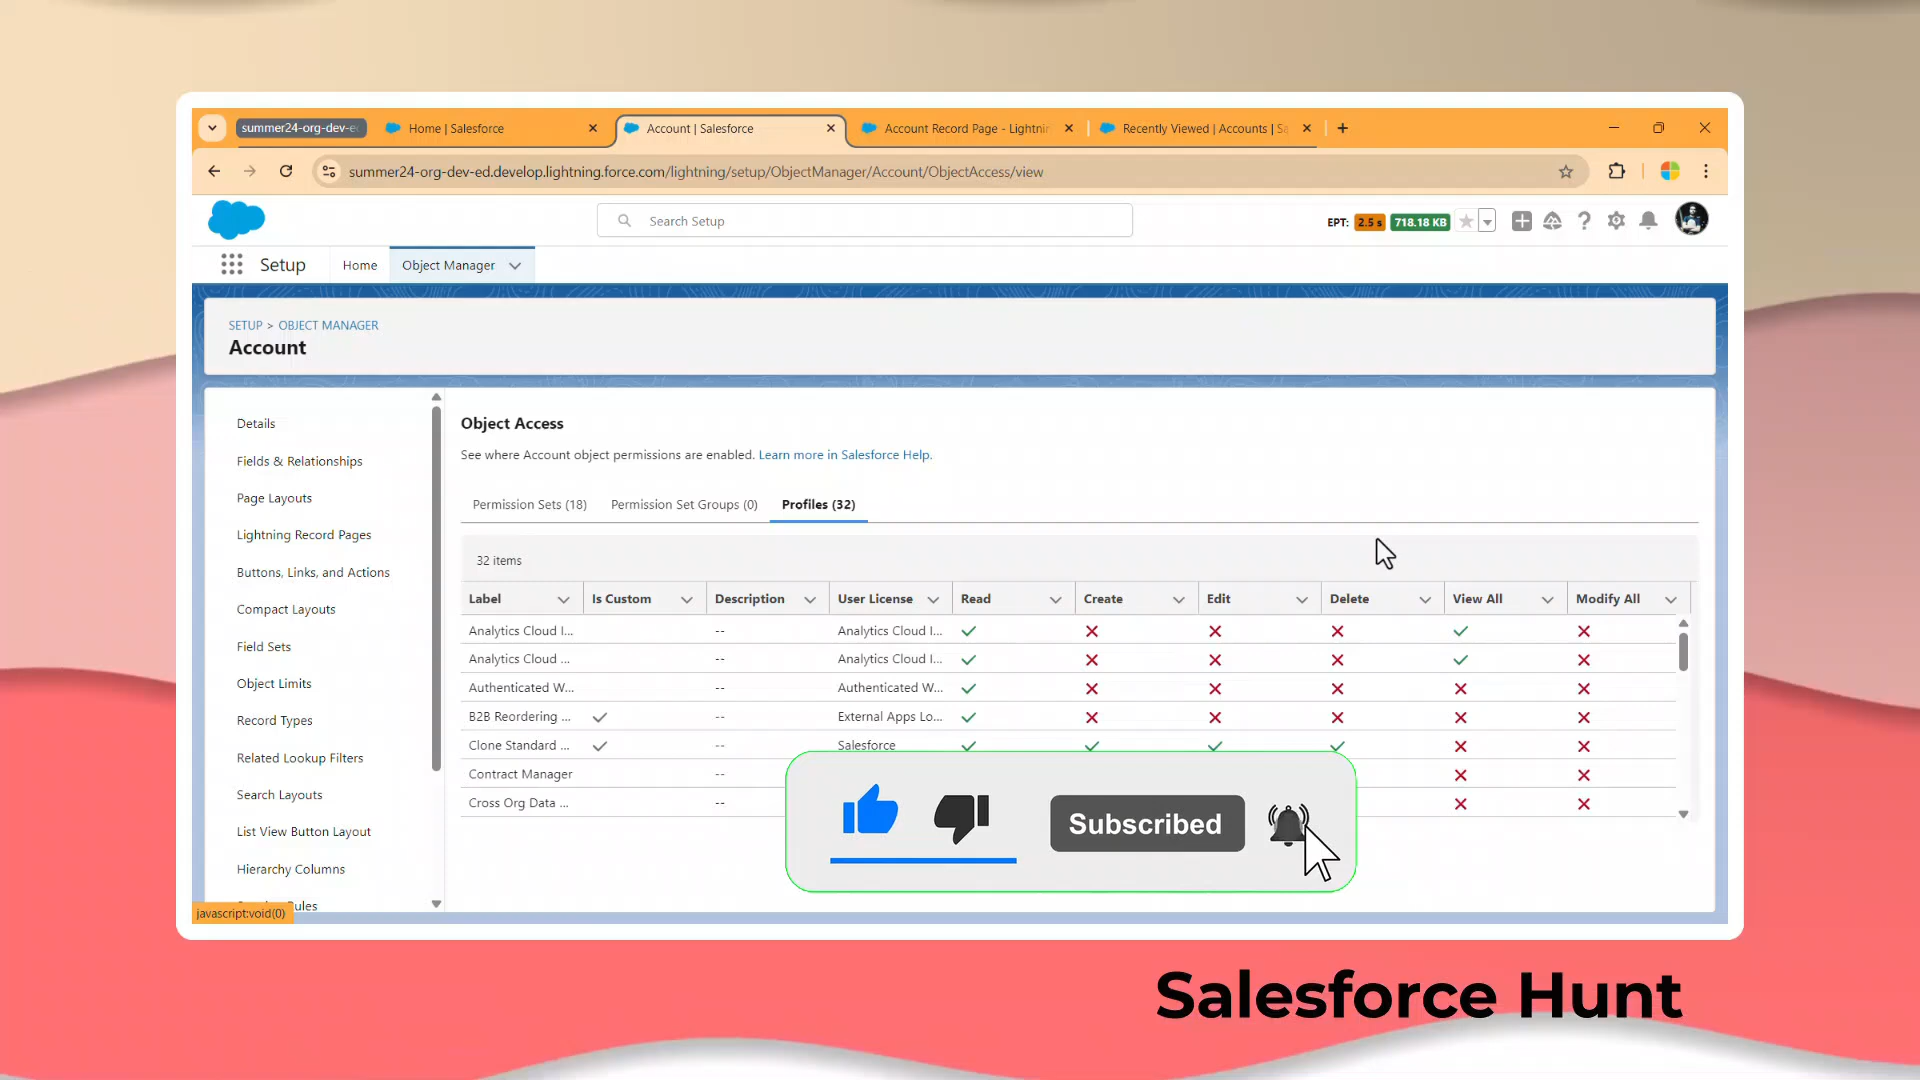 summer24-org-dev-ed
Home | Salesforce
Account | Salesforce
Account Record Page - Lightnin
Recently Viewed | Accounts | Sa
summer24-org-dev-ed.develop.lightning.force.com/lightning/setup/ObjectManager/Account/ObjectAccess/view
Search Setup
EPT: 2.5 s 718.18 KB
Setup
Home
Object Manager
SETUP > OBJECT MANAGER
Account
Details
Fields & Relationships
Page Layouts
Lightning Record Pages
Buttons, Links, and Actions
Compact Layouts
Field Sets
Object Limits
Record Types
Related Lookup Filters
Search Layouts
List View Button Layout
Hierarchy Columns
Rules
javascript:void(0)
Object Access
See where Account object permissions are enabled. Learn more in Salesforce Help.
Permission Sets (18)
Permission Set Groups (0)
Profiles (32)
32 items
Label Is Custom Description User License Read Create Edit Delete View All Modify All
Analytics Cloud I... -- Analytics Cloud I...
Analytics Cloud ... -- Analytics Cloud I...
Authenticated W... -- Authenticated W...
B2B Reordering ... -- External Apps Lo...
Clone Standard ... -- Salesforce
Contract Manager --
Cross Org Data ... --
Subscribed
Salesforce Hunt